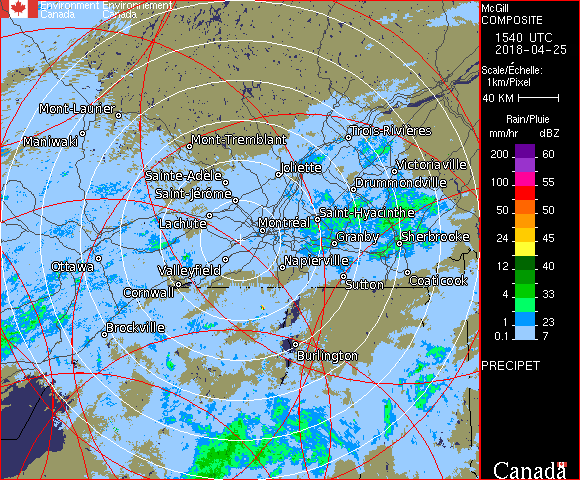 Environment Environnement
Canada Canada
McGill
COMPOSITE
1540 UTC
2018-04-25
Scale/Échelle:
1km/Pixel
40 KM
Rain/Pluie
mm/hr dBZ
200 60
100 55
50 50
24 45
12 40
4 33
1 23
0.1 7
PRECIPET
Canada
Mont-Laurier
Maniwaki
Mont-Tremblant
Trois-Rivières
Joliette
Victoriaville
Sainte-Adèle
Drummondville
Saint-Jérôme
Saint-Hyacinthe
Lachute
Montréal
Granby
Sherbrooke
Ottawa
Valleyfield
Napierville
Cornwall
Sutton
Coaticook
Brockville
Burlington